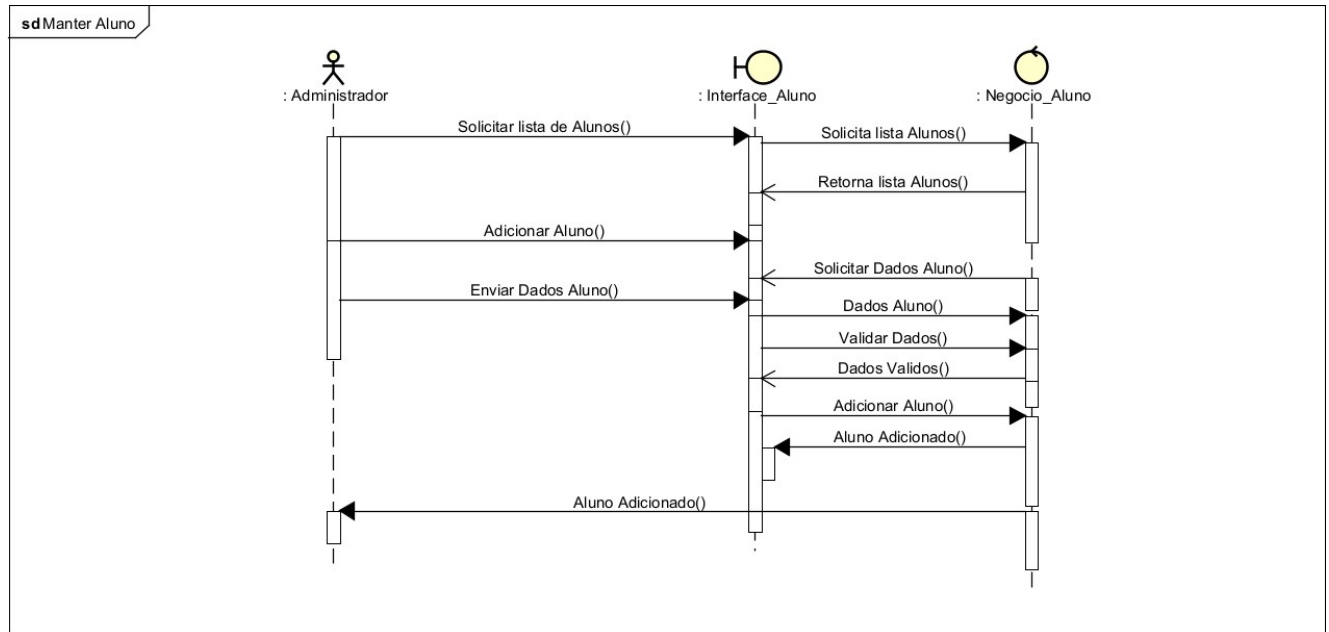 sd Manter Aluno
: Administrador
: Interface_Aluno
: Negocio_Aluno
Solicitar lista de Alunos()
Solicita lista Alunos()
Retorna lista Alunos()
Adicionar Aluno()
Solicitar Dados Aluno()
Enviar Dados Aluno()
Dados Aluno()
Validar Dados()
Dados Validos()
Adicionar Aluno()
Aluno Adicionado()
Aluno Adicionado()